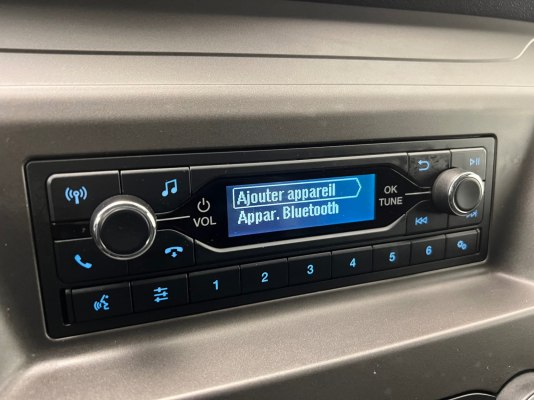 VOL
Ajouter appareil
Appar. Bluetooth
OK
TUNE
1 2 3 4 5 6